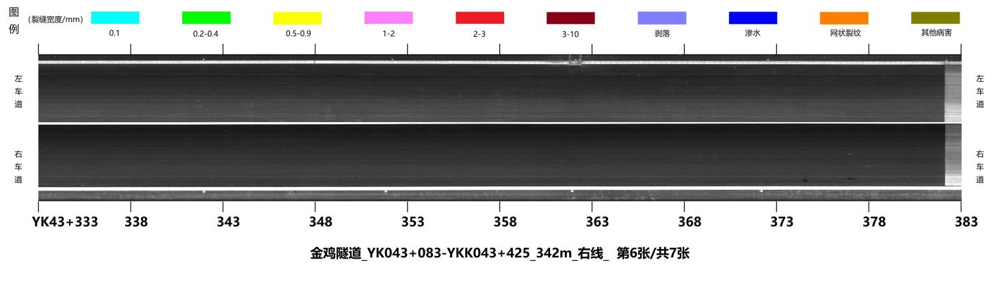 图例 (裂缝宽度/mm) 0.1 0.2-0.4 0.5-0.9 1-2 2-3 3-10 剥落 渗水 网状裂纹 其他病害
左车道 左车道
右车道 右车道
YK43+333 338 343 348 353 358 363 368 373 378 383
金鸡隧道_YK043+083-YKK043+425_342m_右线_ 第6张/共7张